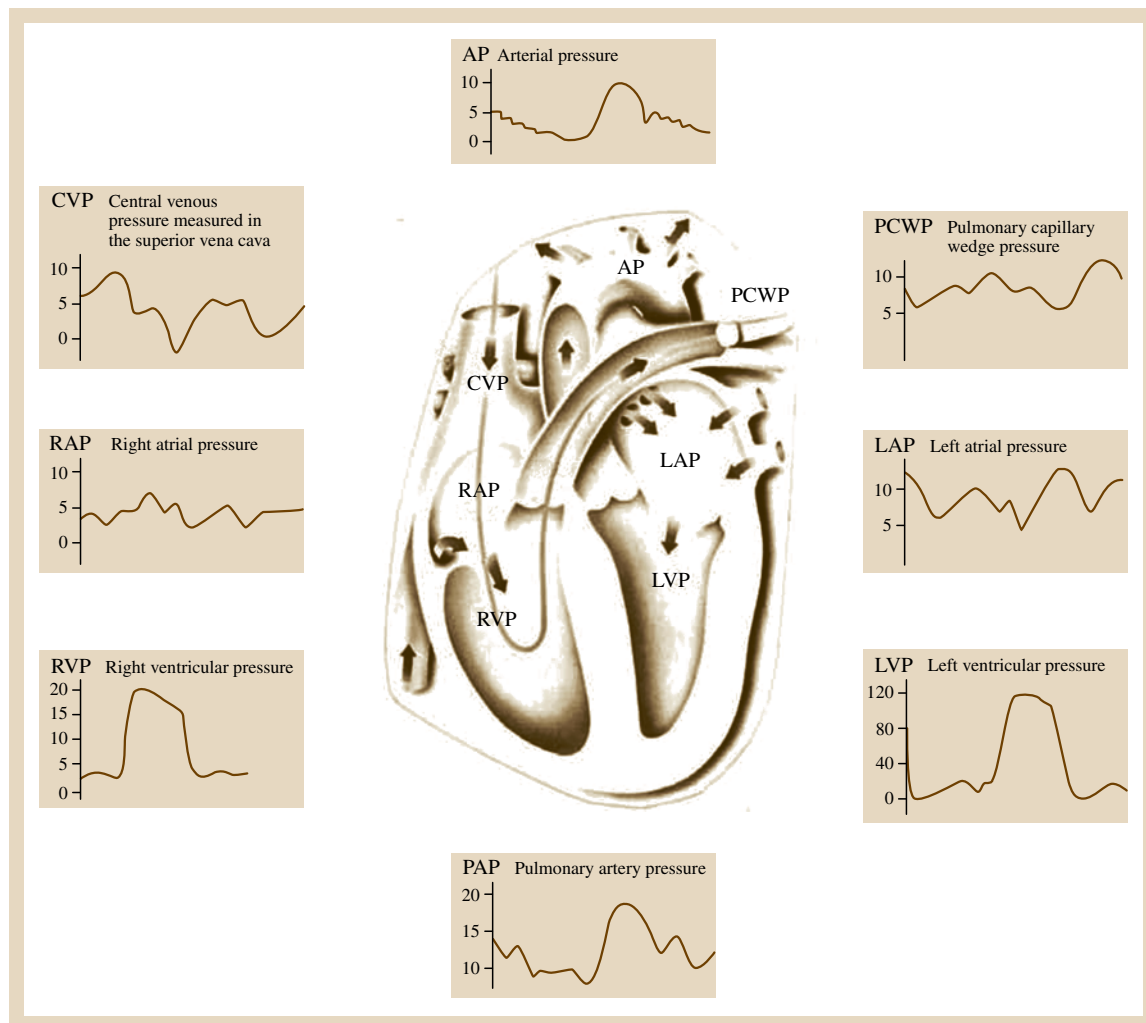 AP Arterial pressure
10
5
0
CVP Central venous
pressure measured in
the superior vena cava
10
5
0
PCWP Pulmonary capillary
wedge pressure
10
5
AP
PCWP
CVP
RAP
LAP
LVP
RVP
RAP Right atrial pressure
10
5
0
LAP Left atrial pressure
10
5
RVP Right ventricular pressure
20
15
10
5
0
LVP Left ventricular pressure
120
80
40
0
PAP Pulmonary artery pressure
20
15
10